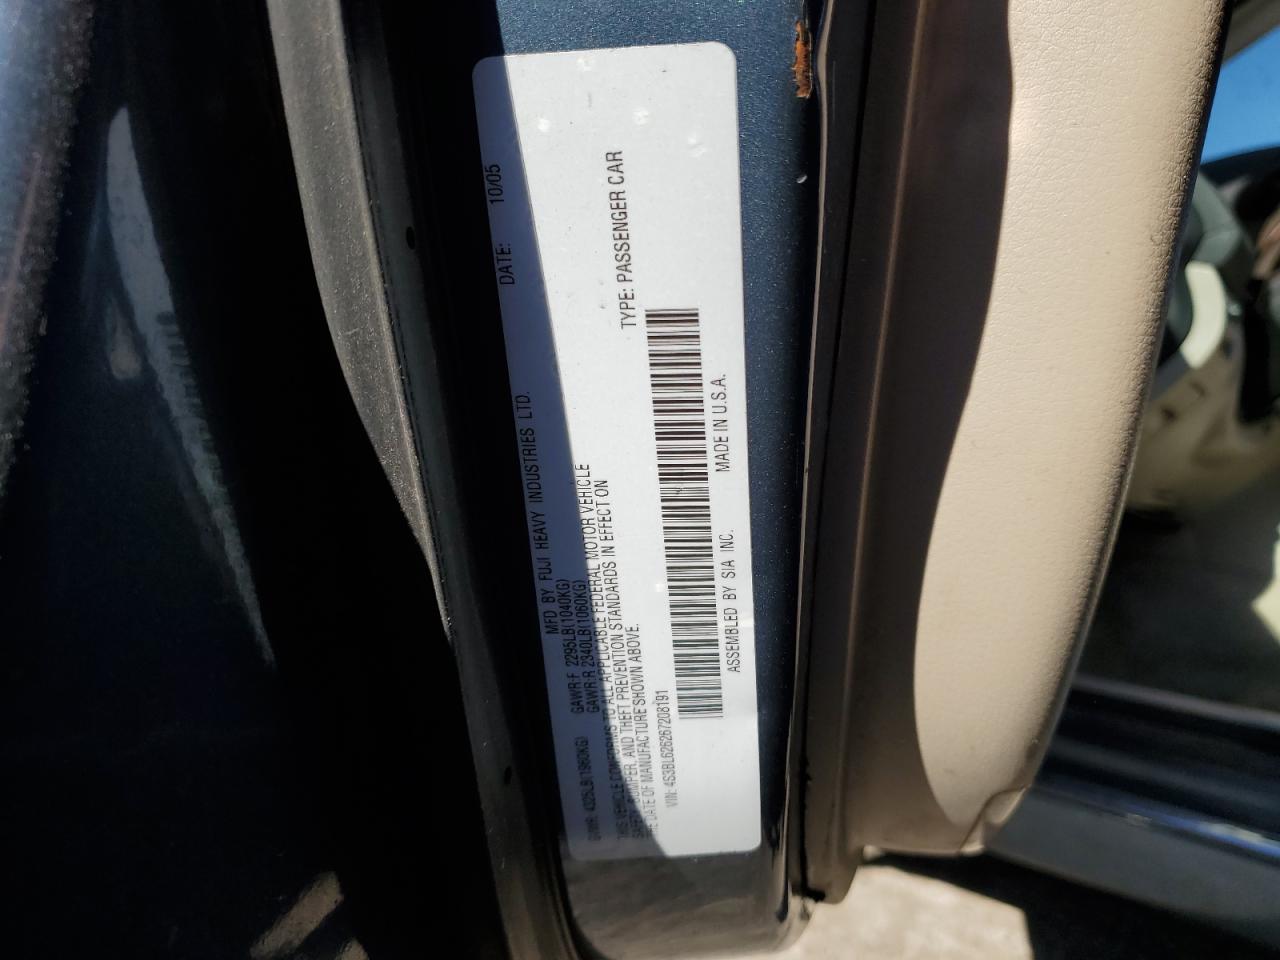 MFD BY FUJI HEAVY INDUSTRIES LTD. DATE: 10/05
GVWR: 4325LB(1960KG) GAWR:F 2295LB(1040KG)
GAWR:R 2340LB(1060KG)
THIS VEHICLE CONFORMS TO ALL APPLICABLE FEDERAL MOTOR VEHICLE
SAFETY, BUMPER, AND THEFT PREVENTION STANDARDS IN EFFECT ON
THE DATE OF MANUFACTURE SHOWN ABOVE.
VIN: 4S3BL626267208191 TYPE: PASSENGER CAR
ASSEMBLED BY SIA INC. MADE IN U.S.A.